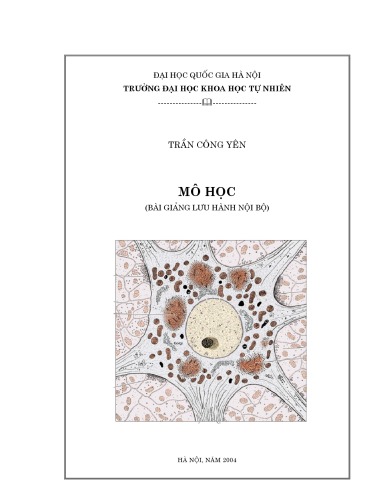 ĐẠI HỌC QUỐC GIA HÀ NỘI
TRƯỜNG ĐẠI HỌC KHOA HỌC TỰ NHIÊN
TRẦN CÔNG YÊN
MÔ HỌC
(BÀI GIẢNG LƯU HÀNH NỘI BỘ)
HÀ NỘI, NĂM 2004